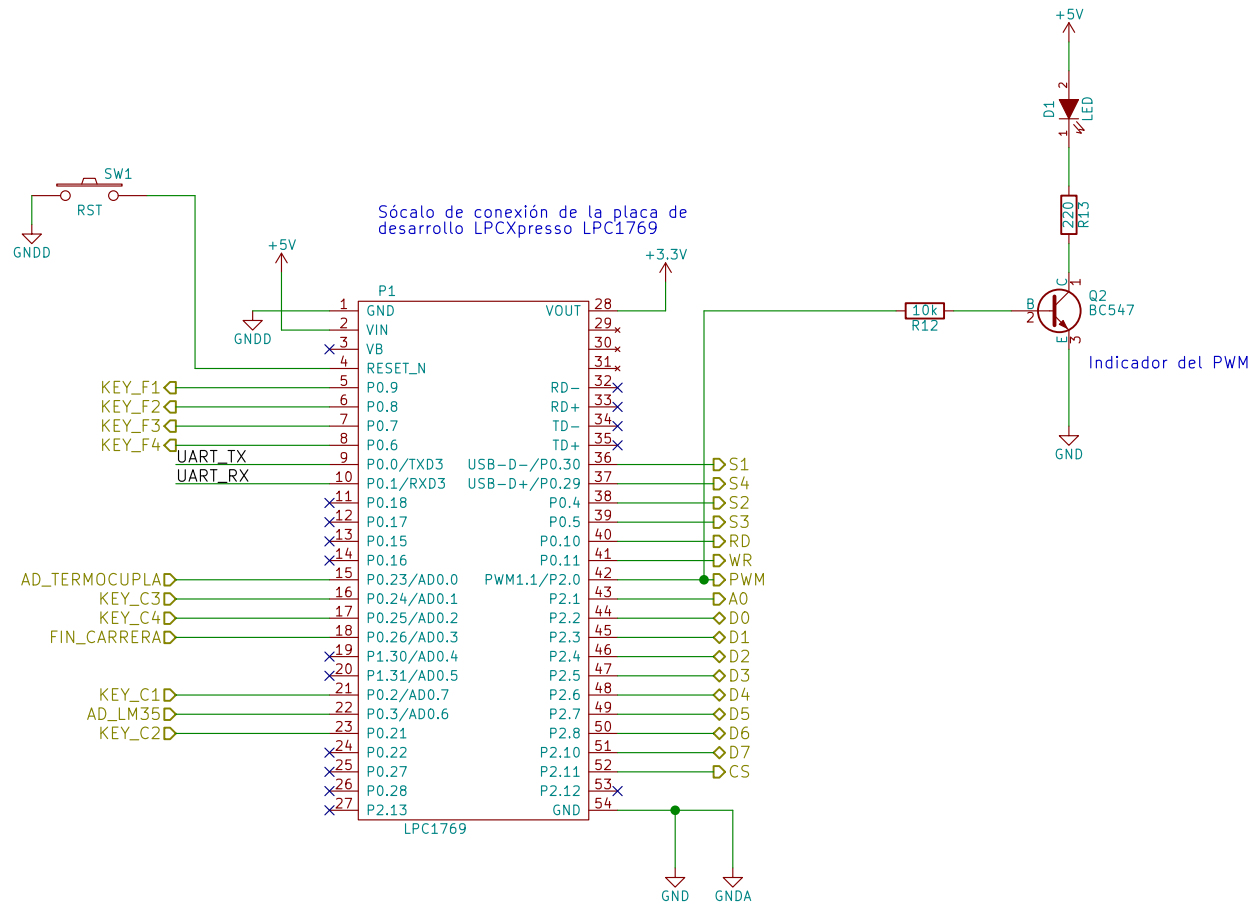 +5V
2
D1
LED
1
SW1
RST
GNDD
220
R13
Sócalo de conexión de la placa de
desarrollo LPCXpresso LPC1769
+5V
+3.3V
C
1
Q2
BC547
B
2
10k
R12
E
3
Indicador del PWM
GND
GNDD
P1
1 GND VOUT 28
2 VIN 29
3 VB 30
4 RESET_N 31
KEY_F1 5 P0.9 RD- 32
KEY_F2 6 P0.8 RD+ 33
KEY_F3 7 P0.7 TD- 34
KEY_F4 8 P0.6 TD+ 35
UART_TX 9 P0.0/TXD3 USB-D-/P0.30 36 S1
UART_RX 10 P0.1/RXD3 USB-D+/P0.29 37 S4
11 P0.18 P0.4 38 S2
12 P0.17 P0.5 39 S3
13 P0.15 P0.10 40 RD
14 P0.16 P0.11 41 WR
AD_TERMOCUPLA 15 P0.23/AD0.0 PWM1.1/P2.0 42 PWM
KEY_C3 16 P0.24/AD0.1 P2.1 43 A0
KEY_C4 17 P0.25/AD0.2 P2.2 44 D0
FIN_CARRERA 18 P0.26/AD0.3 P2.3 45 D1
19 P1.30/AD0.4 P2.4 46 D2
20 P1.31/AD0.5 P2.5 47 D3
KEY_C1 21 P0.2/AD0.7 P2.6 48 D4
AD_LM35 22 P0.3/AD0.6 P2.7 49 D5
KEY_C2 23 P0.21 P2.8 50 D6
24 P0.22 P2.10 51 D7
25 P0.27 P2.11 52 CS
26 P0.28 P2.12 53
27 P2.13 GND 54
LPC1769
GND
GNDA